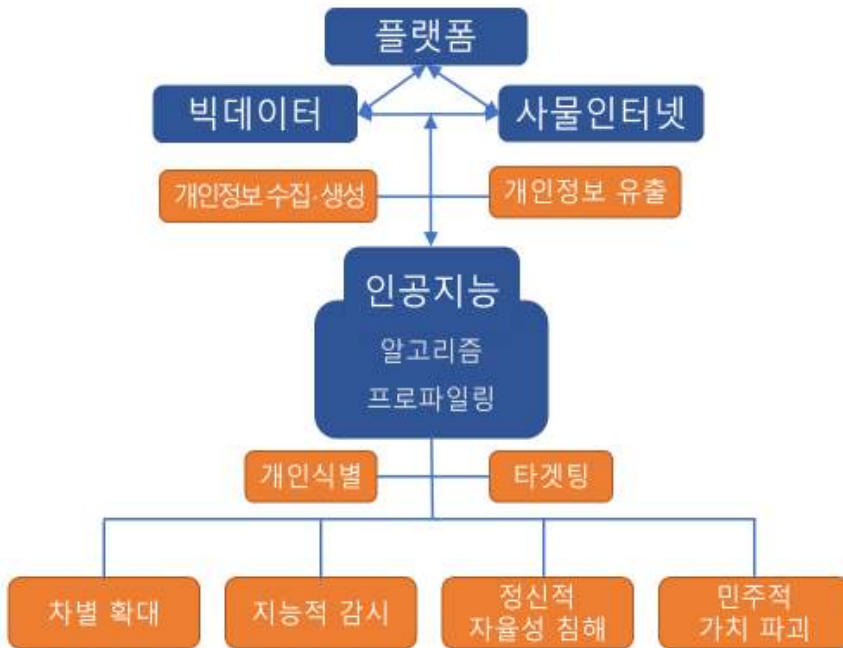 플랫폼
빅데이터
사물인터넷
개인정보 수집·생성
개인정보 유출
인공지능
알고리즘
프로파일링
개인식별
타겟팅
차별 확대
지능적 감시
정신적
자율성 침해
민주적
가치 파괴